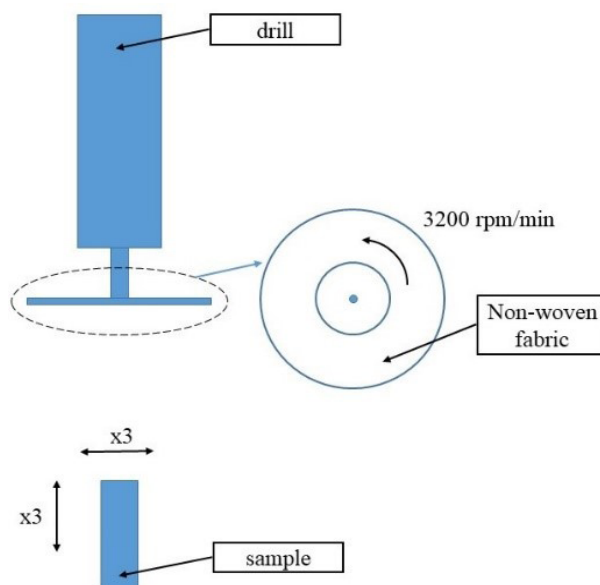 drill
3200 rpm/min
Non-woven
fabric
x3
x3
sample